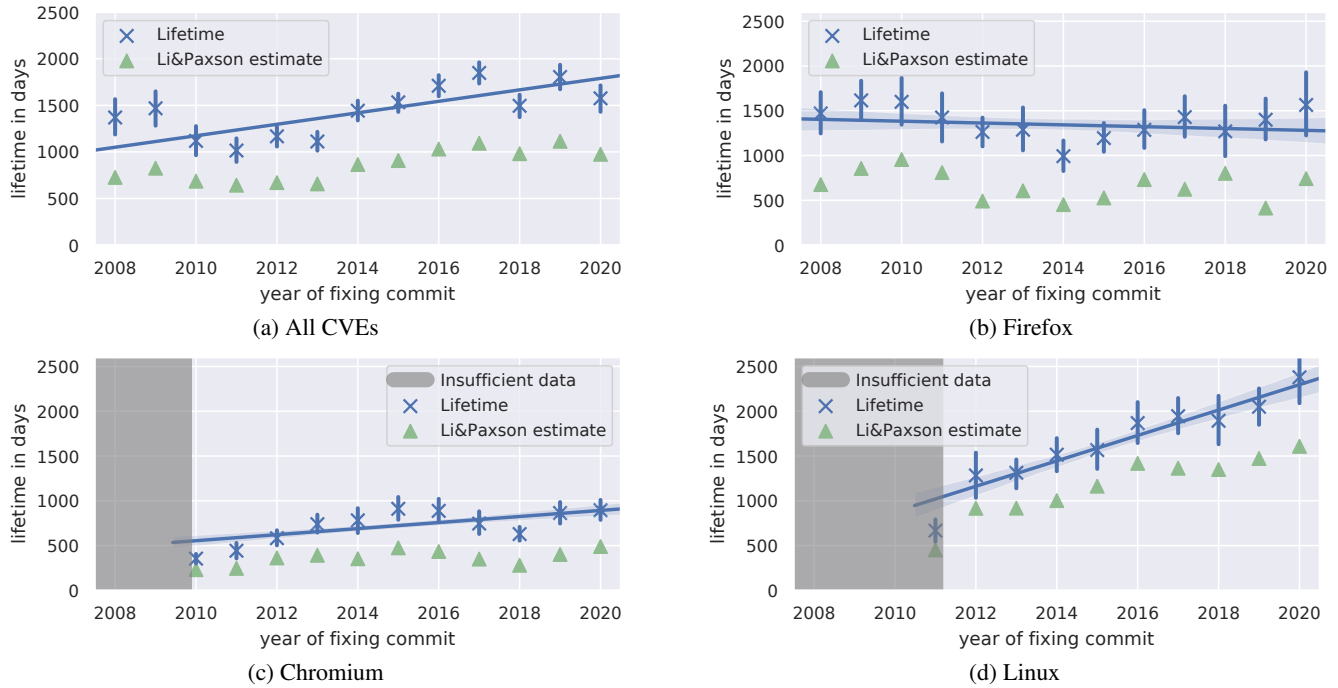 2500
2000
1500
1000
500
0
lifetime in days
Lifetime
Li&Paxson estimate
2008 2010 2012 2014 2016 2018 2020
year of fixing commit
(a) All CVEs
2500
2000
1500
1000
500
0
lifetime in days
Lifetime
Li&Paxson estimate
2008 2010 2012 2014 2016 2018 2020
year of fixing commit
(b) Firefox
2500
2000
1500
1000
500
0
lifetime in days
Insufficient data
Lifetime
Li&Paxson estimate
2008 2010 2012 2014 2016 2018 2020
year of fixing commit
(c) Chromium
2500
2000
1500
1000
500
0
lifetime in days
Insufficient data
Lifetime
Li&Paxson estimate
2008 2010 2012 2014 2016 2018 2020
year of fixing commit
(d) Linux